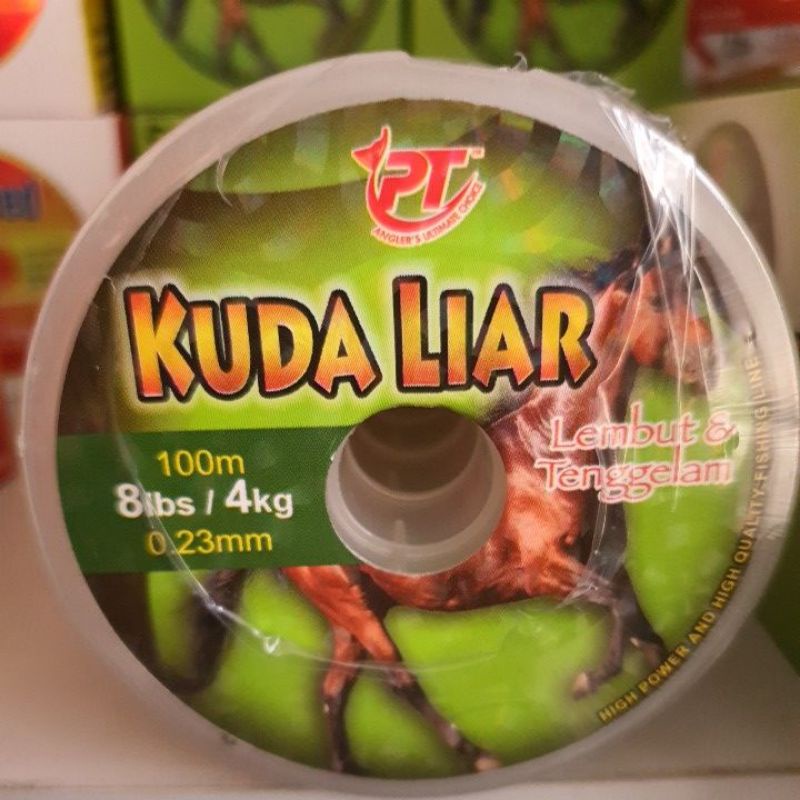 PT™
ANGLER'S ULTIMATE CHOICE
KUDA LIAR
Lembut &
Tenggelam
100m
8lbs / 4kg
0.23mm
HIGH POWER AND HIGH QUALITY FISHING LINE